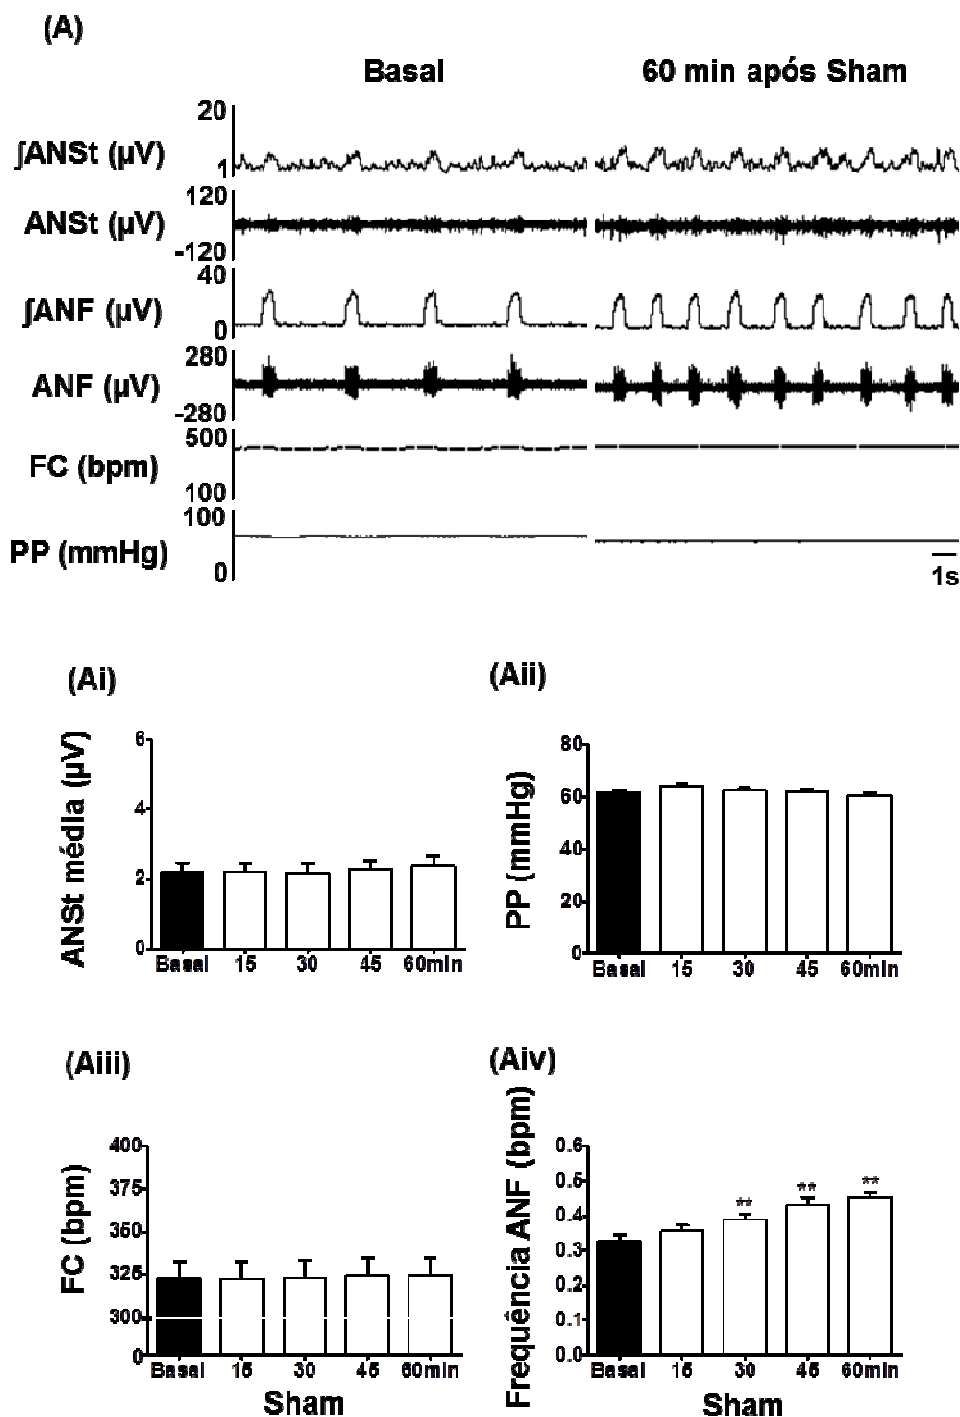 (A)
Basal 60 min após Sham
20
∫ANSt (µV)
1
120
ANSt (µV)
-120
40
∫ANF (µV)
0
280
ANF (µV)
-280
500
FC (bpm)
100
100
PP (mmHg)
0
1s
(Ai)
ANSt média (µV)
6
4
2
0
Basal 15 30 45 60min
(Aii)
PP (mmHg)
80
60
40
20
0
Basal 15 30 45 60min
(Aiii)
FC (bpm)
400
375
350
325
300
0
Basal 15 30 45 60min
Sham
(Aiv)
Frequência ANF (bpm)
0.6
0.5
0.4
0.3
0.2
0.1
0.0
** ** **
Basal 15 30 45 60min
Sham